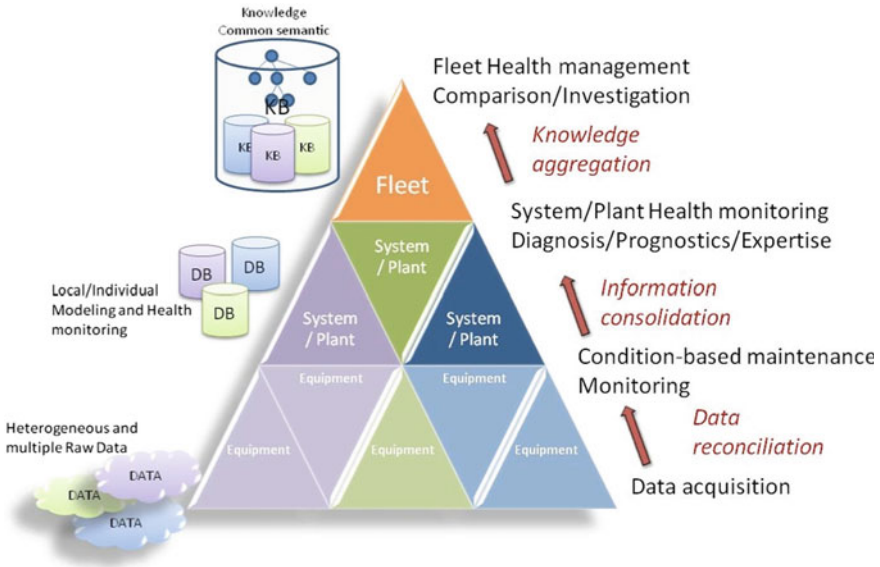 Knowledge
Common semantic
KB
KB
KB
KB
Fleet Health management
Comparison/Investigation
Knowledge
aggregation
Fleet
System/Plant Health monitoring
Diagnosis/Prognostics/Expertise
System
/ Plant
DB
DB
DB
Local/Individual
Modeling and Health
monitoring
System
/ Plant
System
/ Plant
Information
consolidation
Condition-based maintenance
Monitoring
Equipment
Equipment
Heterogeneous and
multiple Raw Data
Equipment
Equipment
Equipment
Data
reconciliation
DATA
DATA
DATA
Data acquisition